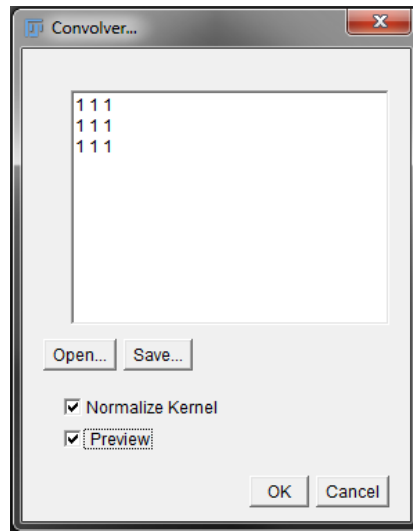 Convolver...
1 1 1
1 1 1
1 1 1
Open... Save...
Normalize Kernel
Preview
OK Cancel